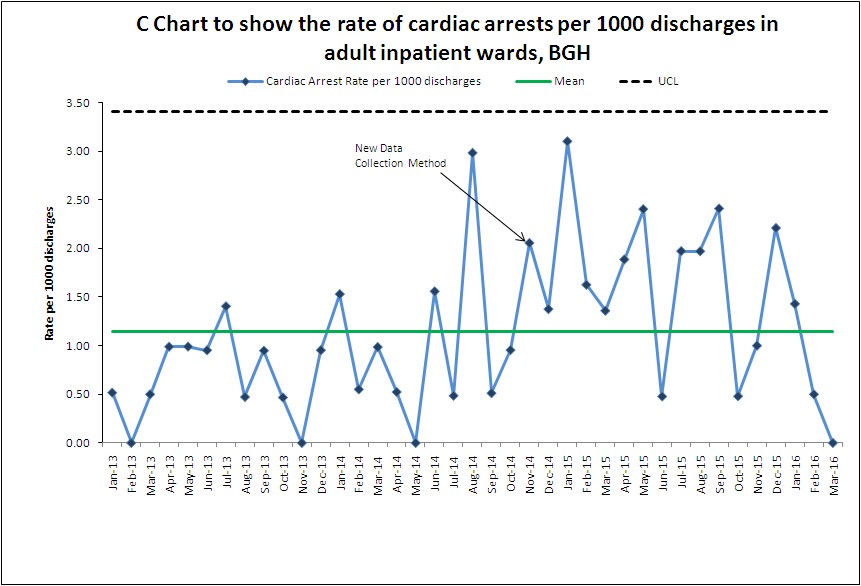 C Chart to show the rate of cardiac arrests per 1000 discharges in
adult inpatient wards, BGH
Cardiac Arrest Rate per 1000 discharges
Mean
UCL
Rate per 1000 discharges
3.50
3.00
2.50
2.00
1.50
1.00
0.50
0.00
New Data
Collection Method
Jan-13
Feb-13
Mar-13
Apr-13
May-13
Jun-13
Jul-13
Aug-13
Sep-13
Oct-13
Nov-13
Dec-13
Jan-14
Feb-14
Mar-14
Apr-14
May-14
Jun-14
Jul-14
Aug-14
Sep-14
Oct-14
Nov-14
Dec-14
Jan-15
Feb-15
Mar-15
Apr-15
May-15
Jun-15
Jul-15
Aug-15
Sep-15
Oct-15
Nov-15
Dec-15
Jan-16
Feb-16
Mar-16